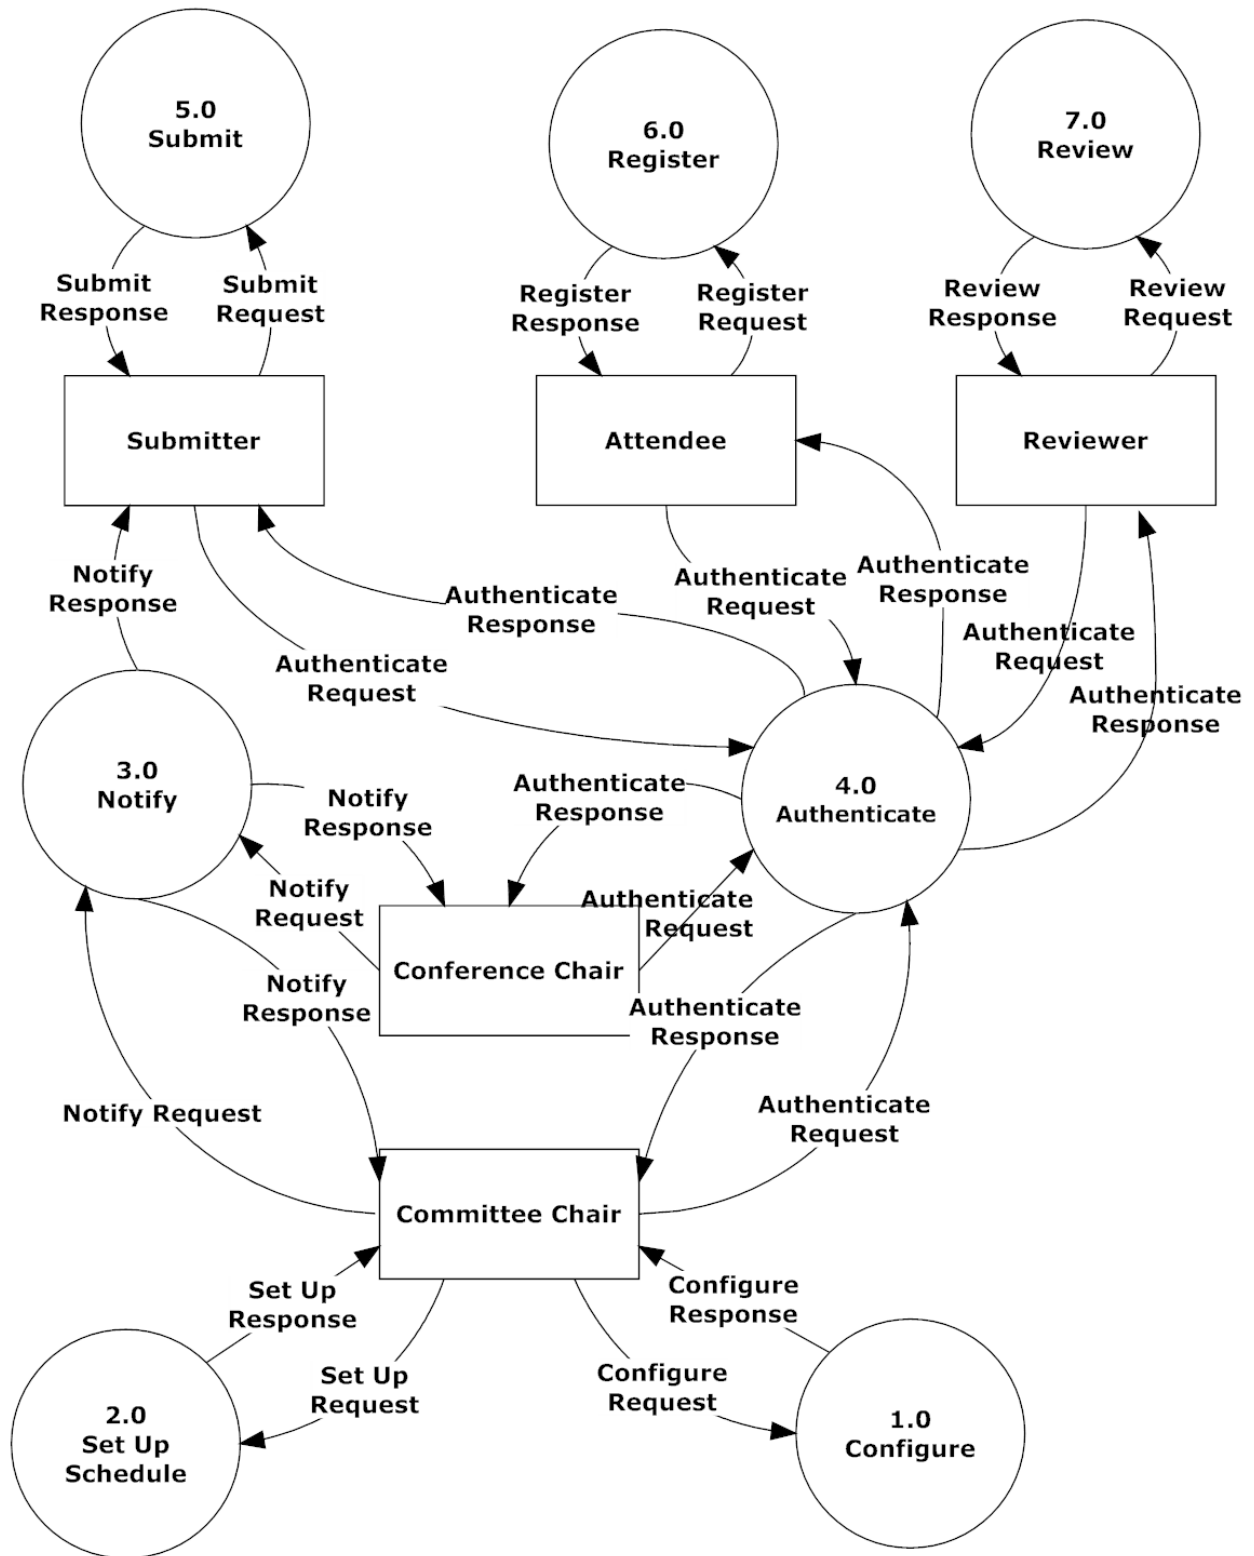 5.0
Submit
6.0
Register
7.0
Review
Submit
Response
Submit
Request
Register
Response
Register
Request
Review
Response
Review
Request
Submitter
Attendee
Reviewer
Notify
Response
Authenticate
Response
Authenticate
Request
Authenticate
Response
Authenticate
Request
Authenticate
Request
Authenticate
Response
3.0
Notify
Notify
Response
Authenticate
Response
4.0
Authenticate
Notify
Request
Authenticate
Request
Conference Chair
Notify
Response
Authenticate
Response
Notify Request
Authenticate
Request
Committee Chair
Set Up
Response
Configure
Response
Set Up
Request
Configure
Request
2.0
Set Up
Schedule
1.0
Configure